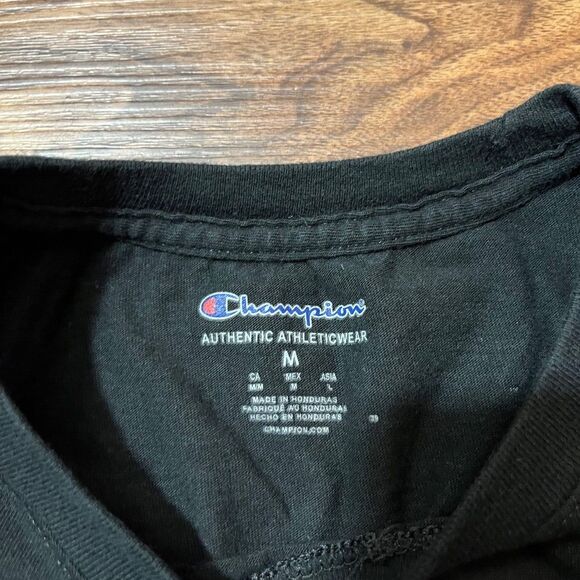 Champion
AUTHENTIC ATHLETICWEAR
M
CA MEX ASIA
M/M M L
MADE IN HONDURAS
FABRIQUÉ AU HONDURAS
HECHO EN HONDURAS
CHAMPION.COM